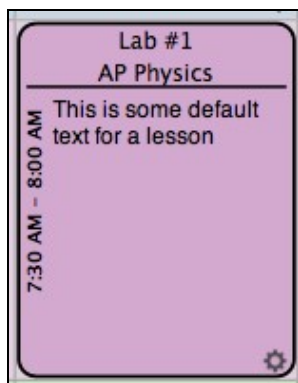 Lab #1
AP Physics
This is some default
text for a lesson
7:30 AM - 8:00 AM